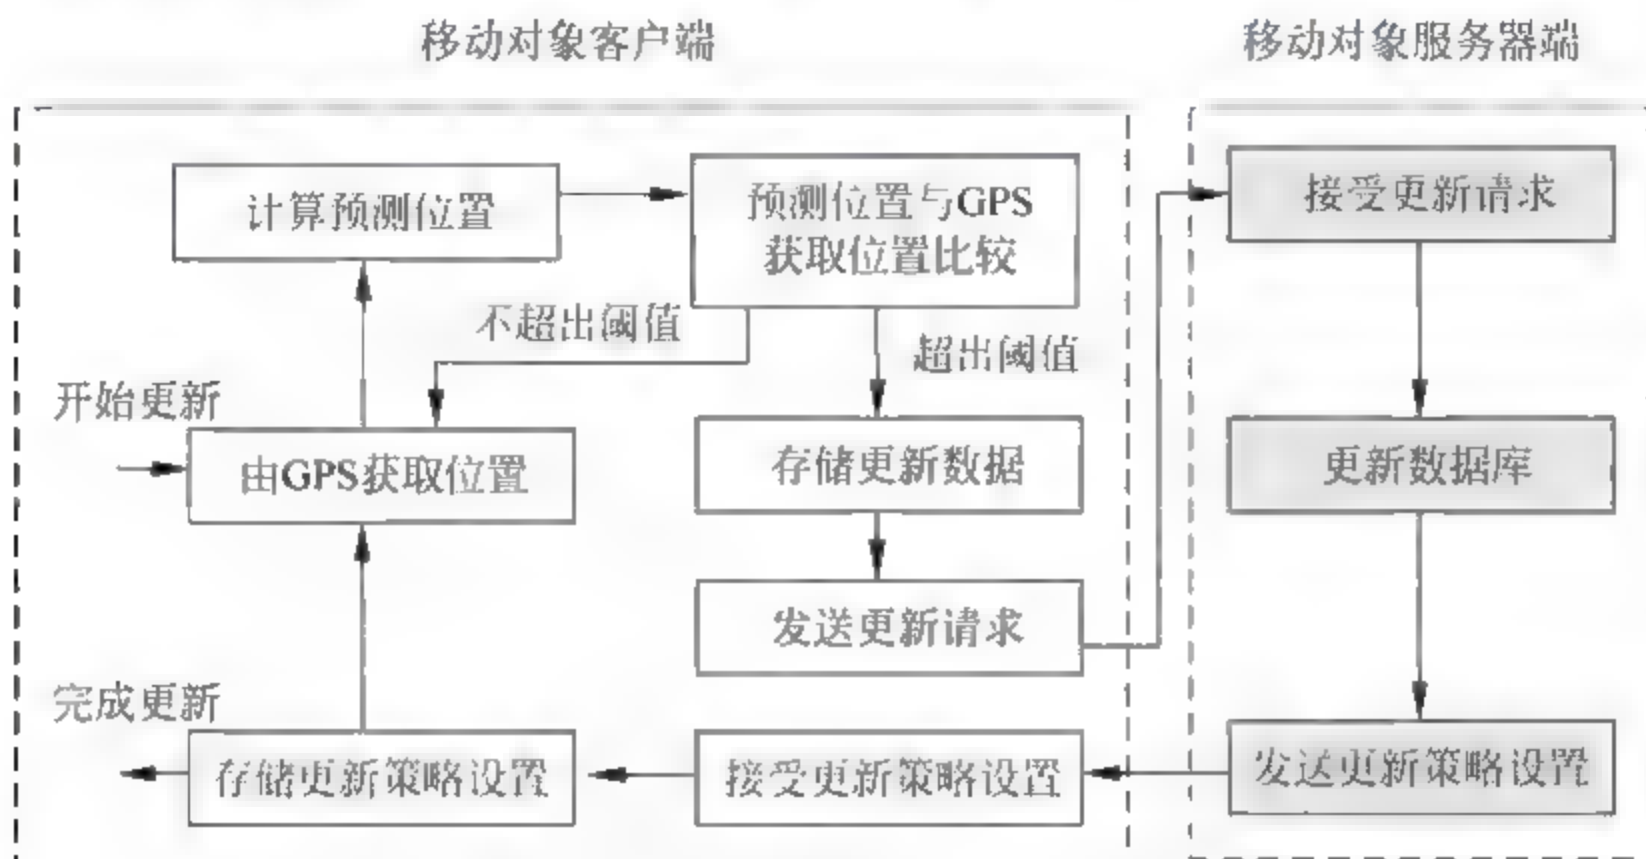 移动对象客户端
移动对象服务器端
计算预测位置
预测位置与GPS
获取位置比较
接受更新请求
不超出阈值
超出阈值
开始更新
由GPS获取位置
存储更新数据
更新数据库
发送更新请求
完成更新
存储更新策略设置
接受更新策略设置
发送更新策略设置